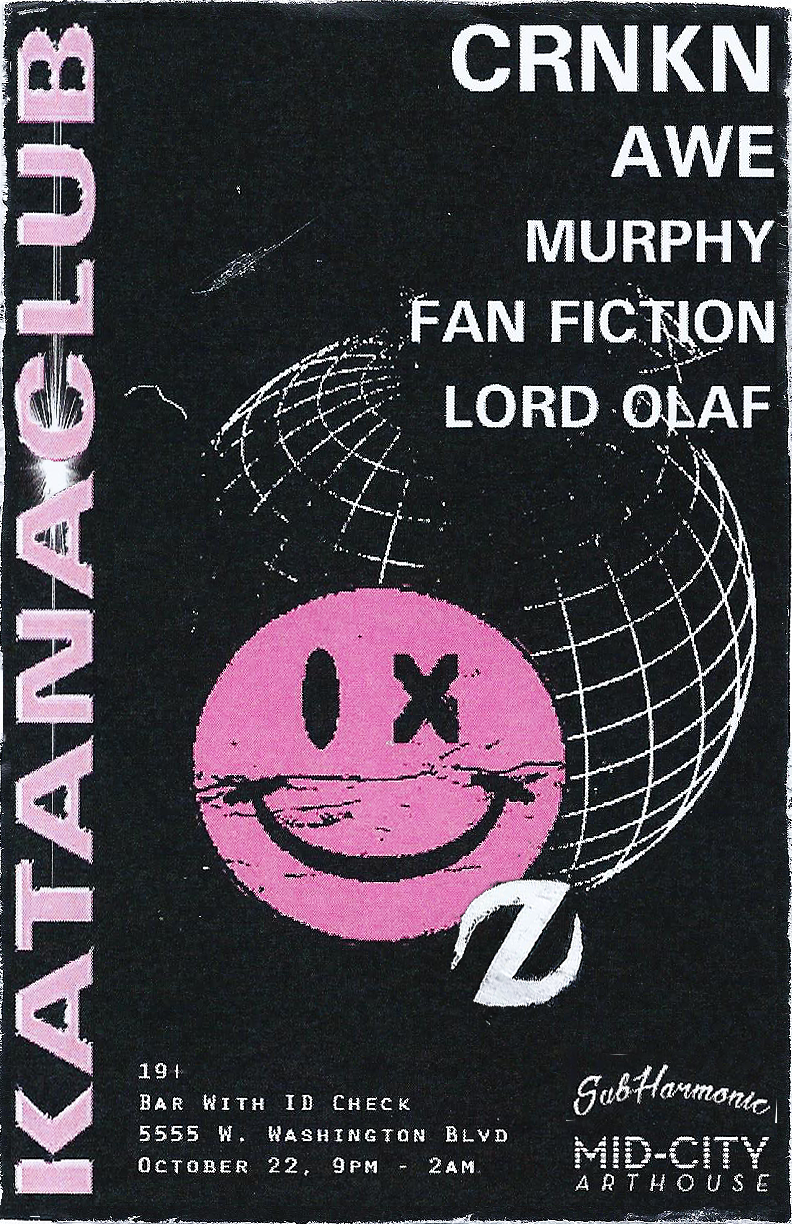 KATANACLUB
CRNKN
AWE
MURPHY
FAN FICTION
LORD OLAF
Z
19+
BAR WITH ID CHECK
5555 W. WASHINGTON BLVD
OCTOBER 22, 9PM - 2AM
SubHarmonic
MID-CITY
ARTHOUSE